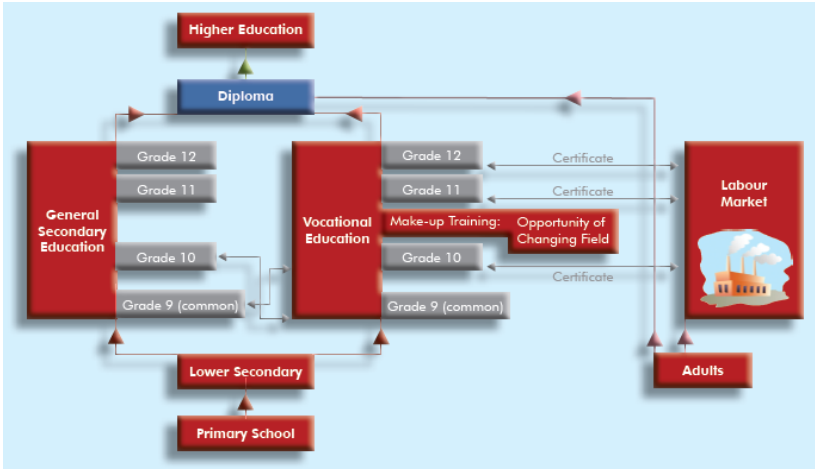 Higher Education
Diploma
Grade 12
Grade 11
General
Secondary
Education
Grade 10
Grade 9 (common)
Grade 12
Grade 11
Vocational
Education
Make-up Training:
Opportunity of
Changing Field
Grade 10
Grade 9 (common)
Certificate
Certificate
Certificate
Labour
Market
Lower Secondary
Adults
Primary School